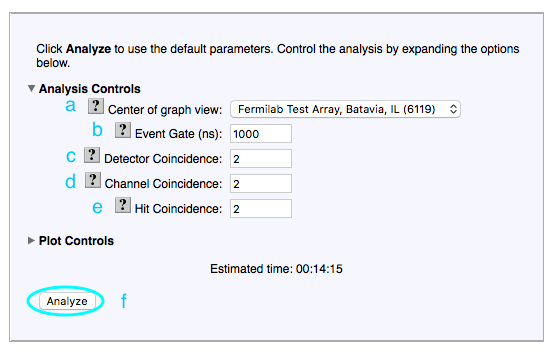 Click Analyze to use the default parameters. Control the analysis by expanding the options
below.
▼ Analysis Controls
a ? Center of graph view: Fermilab Test Array, Batavia, IL (6119)
b ? Event Gate (ns): 1000
c ? Detector Coincidence: 2
d ? Channel Coincidence: 2
e ? Hit Coincidence: 2
▶ Plot Controls
Estimated time: 00:14:15
Analyze f